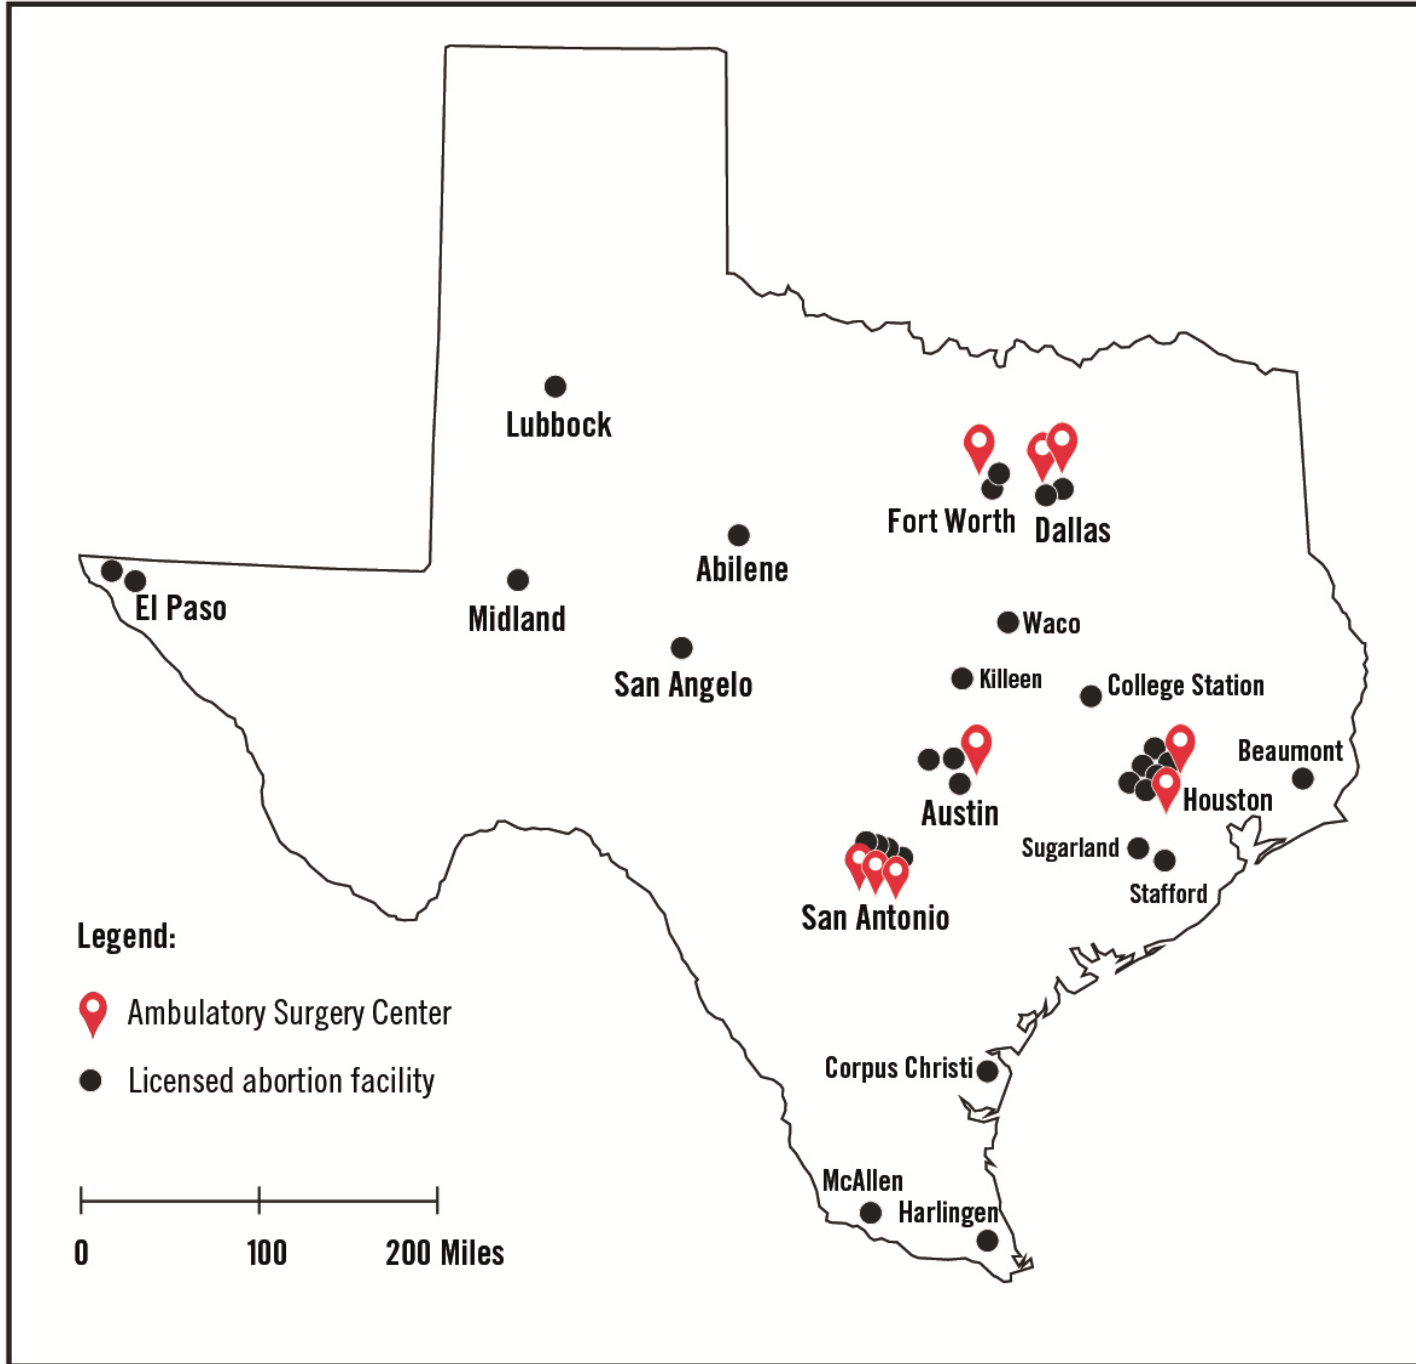 Lubbock
Fort Worth
Dallas
Abilene
El Paso
Midland
Waco
San Angelo
Killeen
College Station
Beaumont
Houston
Austin
Sugarland
Stafford
San Antonio
Legend:
Ambulatory Surgery Center
Licensed abortion facility
Corpus Christi
McAllen
Harlingen
0 100 200 Miles